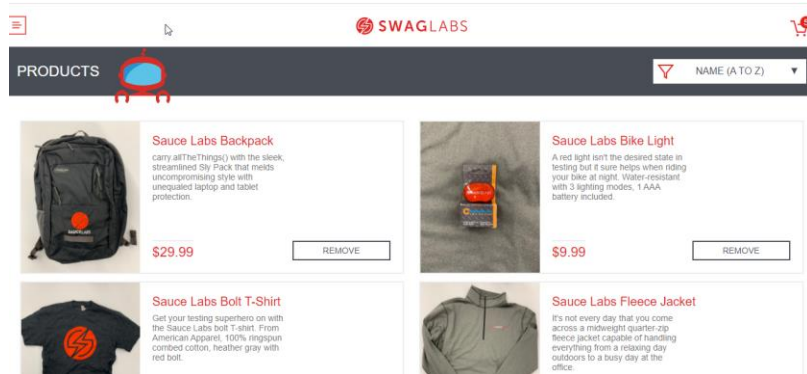 SWAGLABS
PRODUCTS
NAME (A TO Z)
Sauce Labs Backpack
carry.allTheThings() with the sleek,
streamlined Sly Pack that melds
uncompromising style with
unequaled laptop and tablet
protection.
$29.99
REMOVE
Sauce Labs Bike Light
A red light isn't the desired state in
testing but it sure helps when riding
your bike at night. Water-resistant
with 3 lighting modes, 1 AAA
battery included.
$9.99
REMOVE
Sauce Labs Bolt T-Shirt
Get your testing superhero on with
the Sauce Labs bolt T-shirt. From
American Apparel, 100% ringspun
combed cotton, heather gray with
red bolt.
Sauce Labs Fleece Jacket
It's not every day that you come
across a midweight quarter-zip
fleece jacket capable of handling
everything from a relaxing day
outdoors to a busy day at the
office.